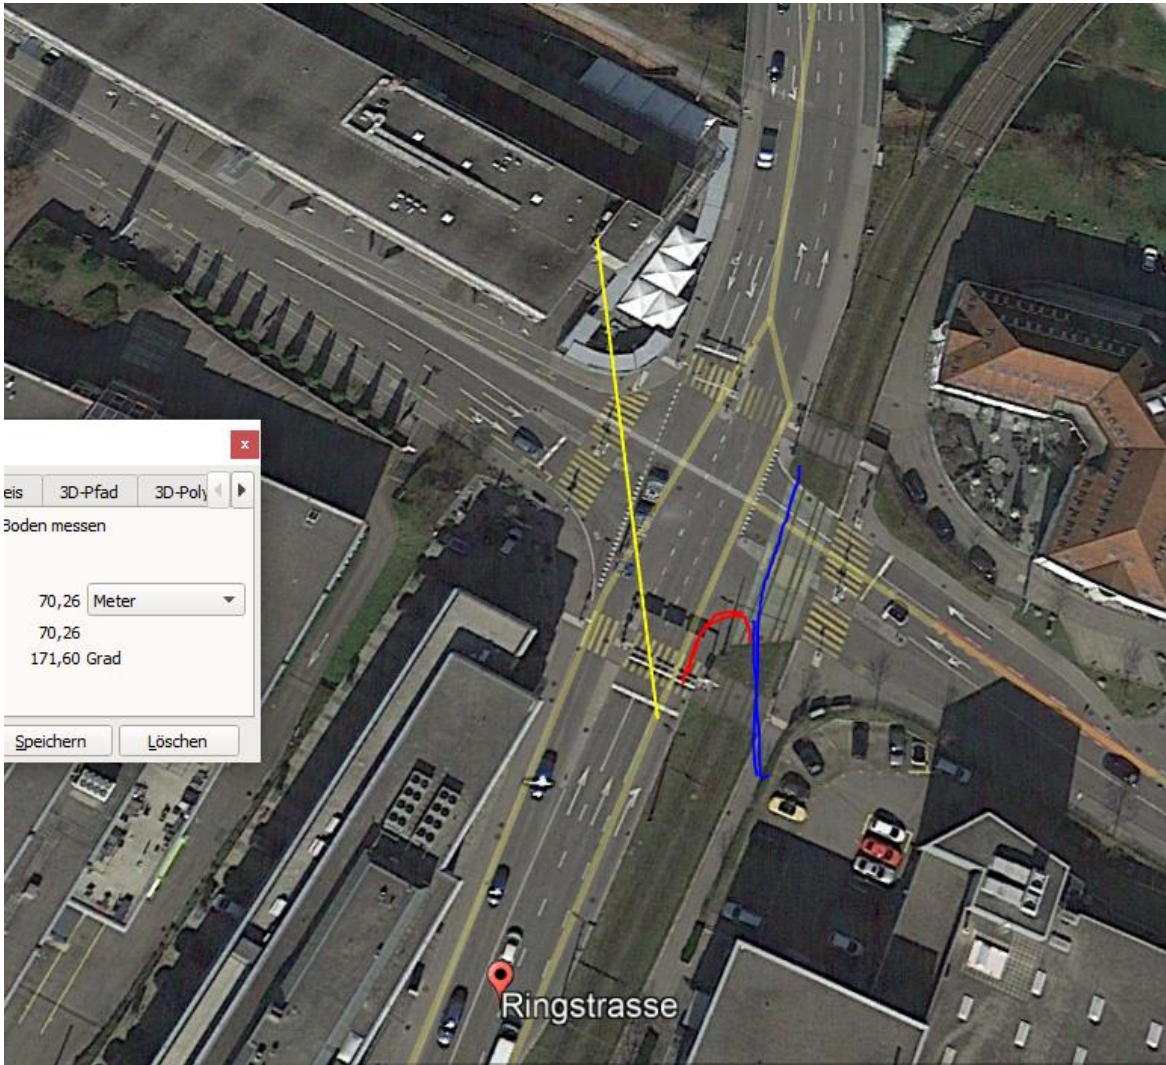 x
eis 3D-Pfad 3D-Poly
Boden messen
70,26 Meter
70,26
171,60 Grad
Speichern Löschen
Ringstrasse